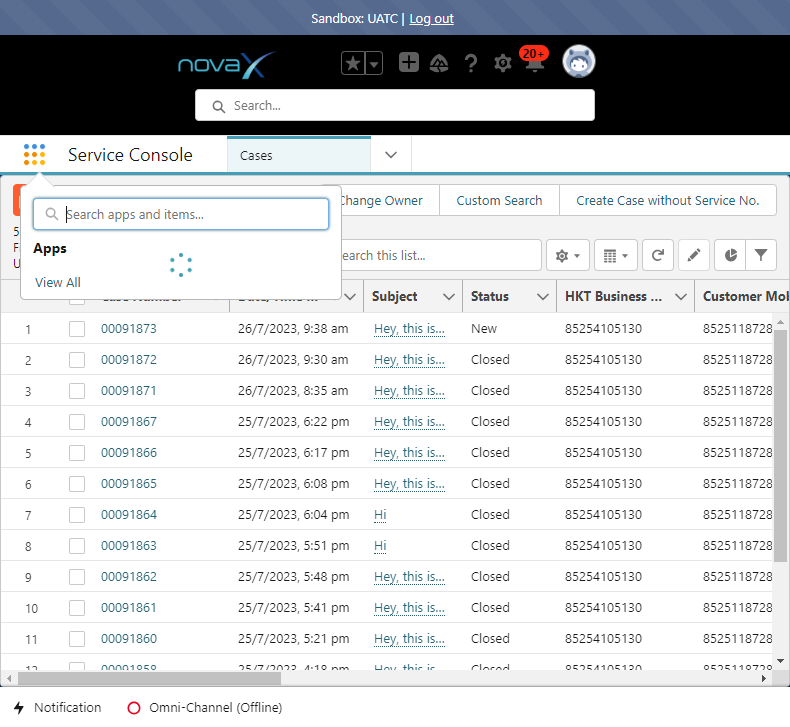 Sandbox: UATC | Log out
novaX
20+
Search...
Service Console
Cases
Search apps and items...
Apps
View All
Change Owner
Custom Search
Create Case without Service No.
earch this list...
Subject
Status
HKT Business ...
Customer Mol
1 00091873 26/7/2023, 9:38 am Hey, this is... New 85254105130 8525118728
2 00091872 26/7/2023, 9:30 am Hey, this is... Closed 85254105130 8525118728
3 00091871 26/7/2023, 8:35 am Hey, this is... Closed 85254105130 8525118728
4 00091867 25/7/2023, 6:22 pm Hey, this is... Closed 85254105130 8525118728
5 00091866 25/7/2023, 6:17 pm Hey, this is... Closed 85254105130 8525118728
6 00091865 25/7/2023, 6:08 pm Hey, this is... Closed 85254105130 8525118728
7 00091864 25/7/2023, 6:04 pm Hi Closed 85254105130 8525118728
8 00091863 25/7/2023, 5:51 pm Hi Closed 85254105130 8525118728
9 00091862 25/7/2023, 5:48 pm Hey, this is... Closed 85254105130 8525118728
10 00091861 25/7/2023, 5:41 pm Hey, this is... Closed 85254105130 8525118728
11 00091860 25/7/2023, 5:21 pm Hey, this is... Closed 85254105130 8525118728
12 00091858 25/7/2023, 4:18 pm Hey, this is... Closed 85254105130 8525118728
Notification
Omni-Channel (Offline)